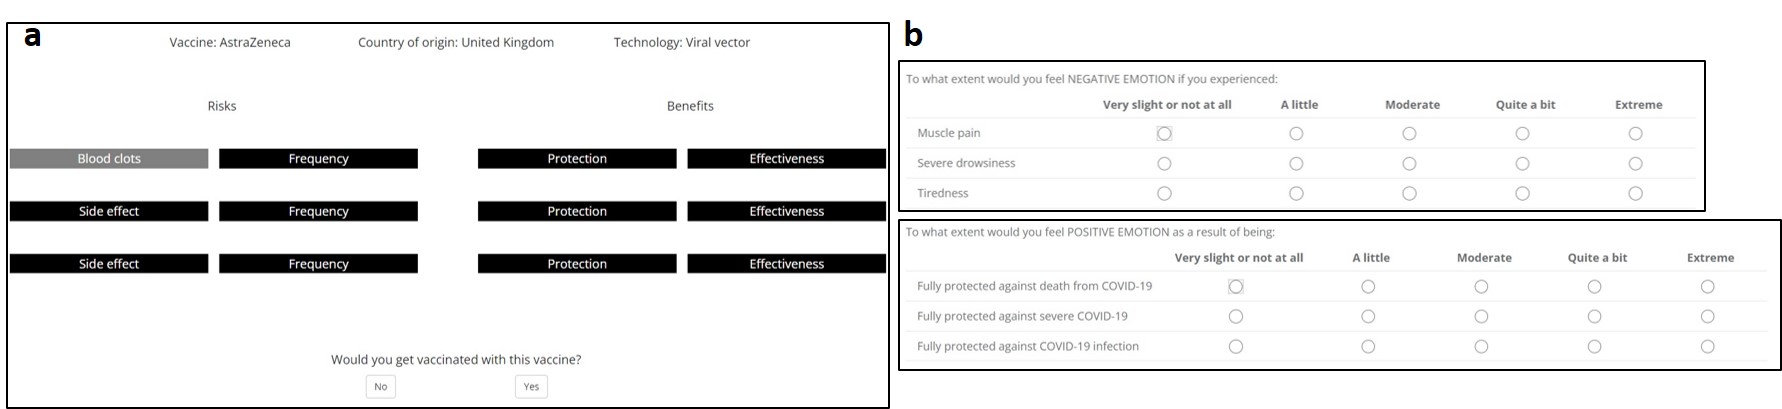 a
Vaccine: AstraZeneca Country of origin: United Kingdom Technology: Viral vector
Risks Benefits
Blood clots Frequency Protection Effectiveness
Side effect Frequency Protection Effectiveness
Side effect Frequency Protection Effectiveness
Would you get vaccinated with this vaccine?
No Yes
b
To what extent would you feel NEGATIVE EMOTION if you experienced:
Very slight or not at all A little Moderate Quite a bit Extreme
Muscle pain
Severe drowsiness
Tiredness
To what extent would you feel POSITIVE EMOTION as a result of being:
Very slight or not at all A little Moderate Quite a bit Extreme
Fully protected against death from COVID-19
Fully protected against severe COVID-19
Fully protected against COVID-19 infection